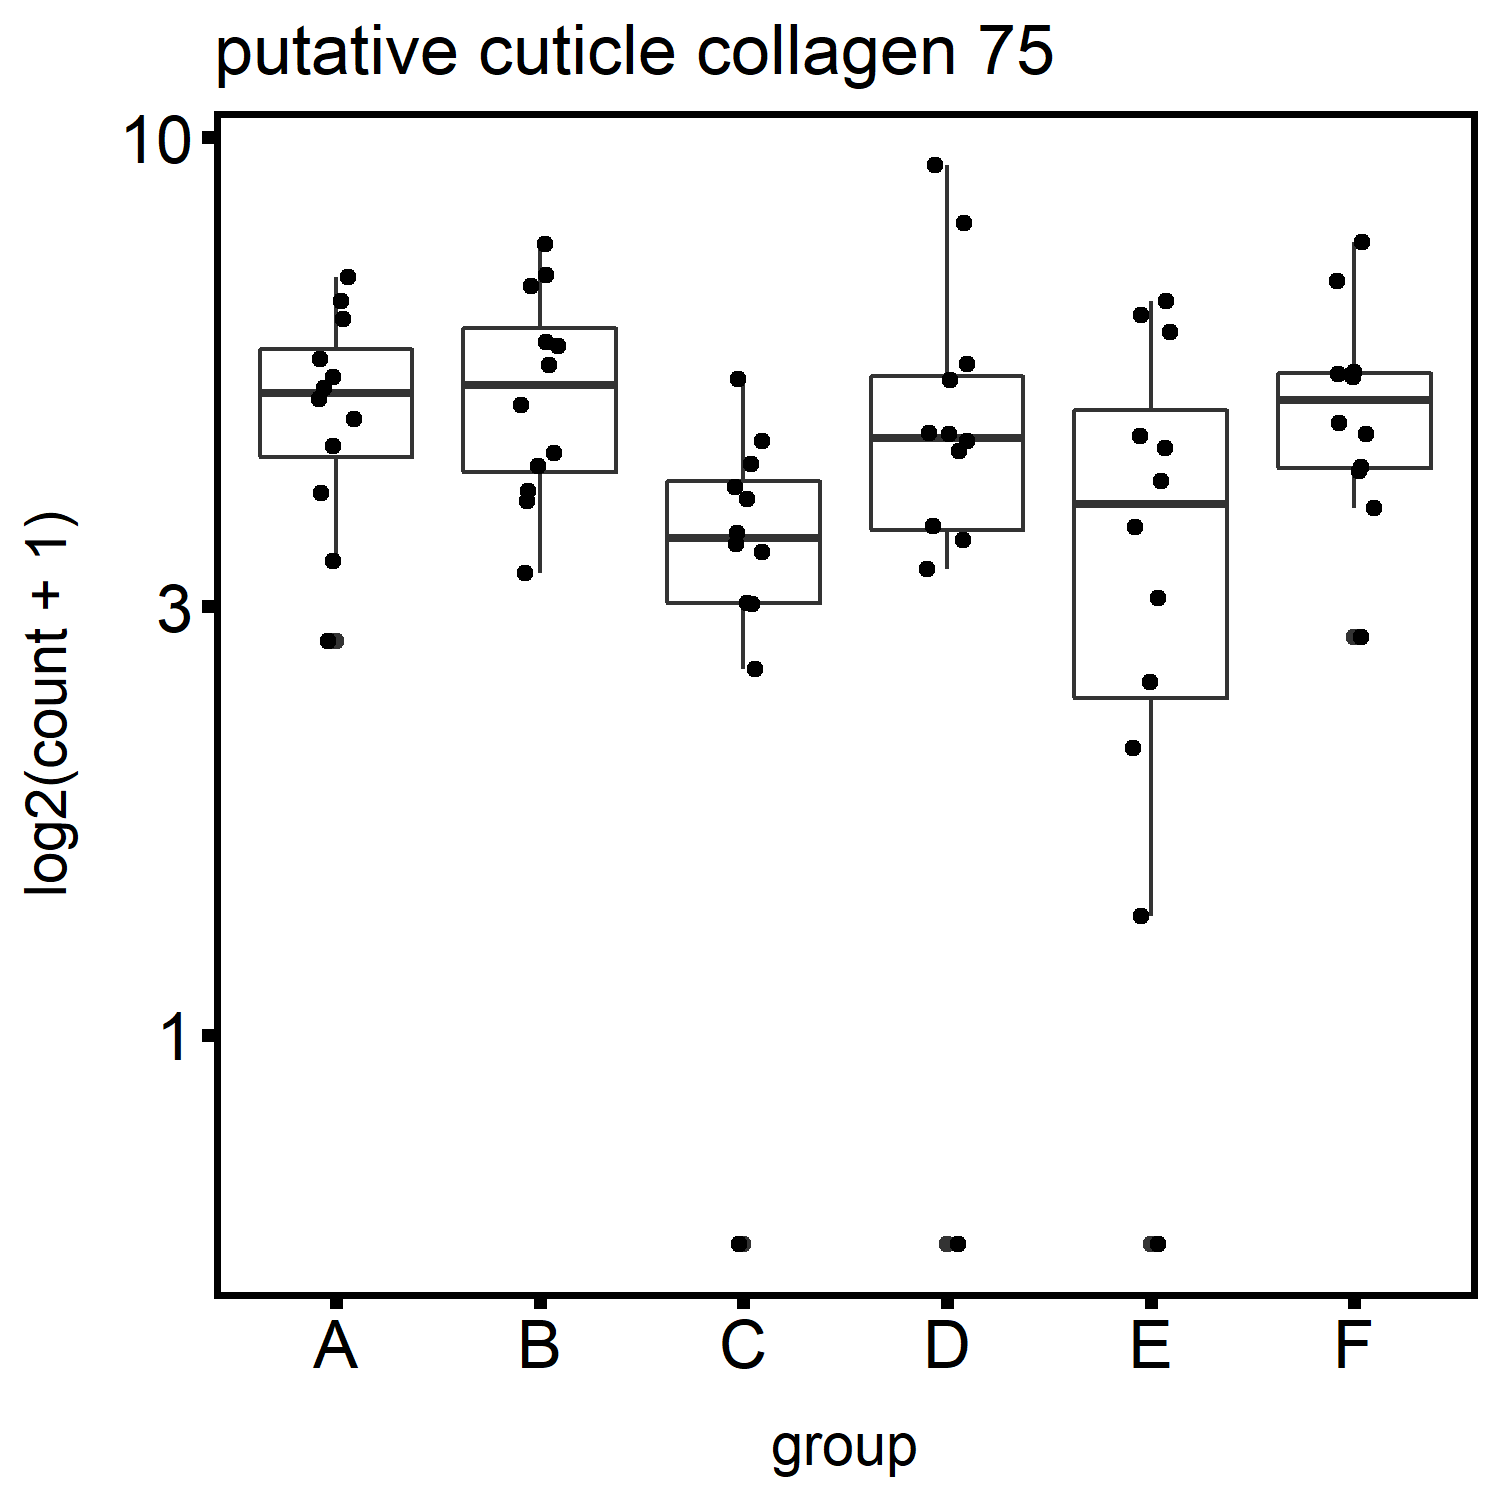 putative cuticle collagen 75
10
3
1
log2(count + 1)
A B C D E F
group